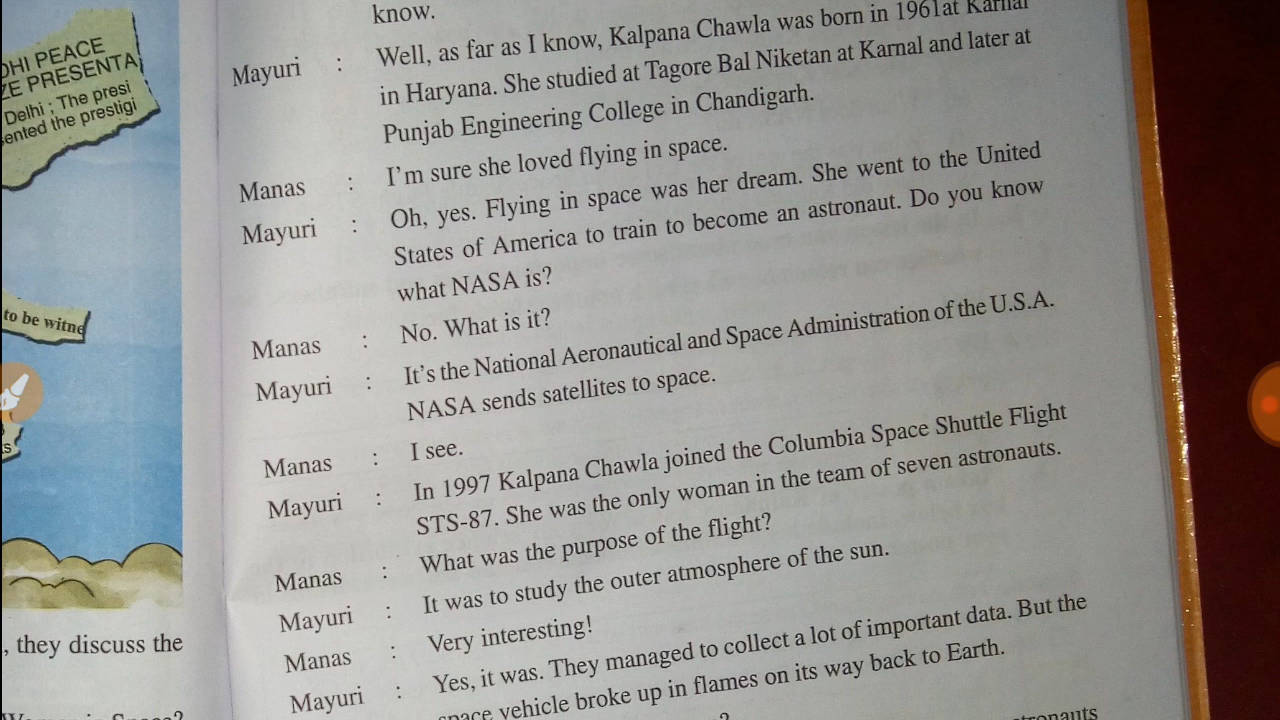 DHI PEACE
ZE PRESENTA
Delhi ; The presi
ented the prestigi
to be witne
, they discuss the
know.
Mayuri : Well, as far as I know, Kalpana Chawla was born in 1961at Karnal
in Haryana. She studied at Tagore Bal Niketan at Karnal and later at
Punjab Engineering College in Chandigarh.
Manas : I'm sure she loved flying in space.
Mayuri : Oh, yes. Flying in space was her dream. She went to the United
States of America to train to become an astronaut. Do you know
what NASA is?
Manas : No. What is it?
Mayuri : It's the National Aeronautical and Space Administration of the U.S.A.
NASA sends satellites to space.
Manas : I see.
Mayuri : In 1997 Kalpana Chawla joined the Columbia Space Shuttle Flight
STS-87. She was the only woman in the team of seven astronauts.
Manas : What was the purpose of the flight?
Mayuri : It was to study the outer atmosphere of the sun.
Manas : Very interesting!
Mayuri : Yes, it was. They managed to collect a lot of important data. But the
space vehicle broke up in flames on its way back to Earth.